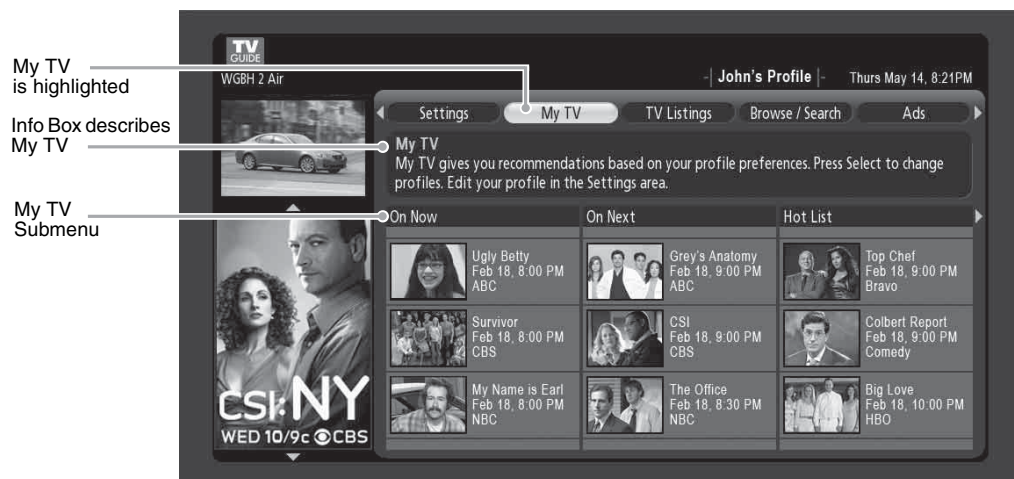 My TV
is highlighted
Info Box describes
My TV
My TV
Submenu
TV
GUIDE
WGBH 2 Air
-| John's Profile |-
Thurs May 14, 8:21PM
Settings
My TV
TV Listings
Browse / Search
Ads
My TV
My TV gives you recommendations based on your profile preferences. Press Select to change
profiles. Edit your profile in the Settings area.
On Now
On Next
Hot List
Ugly Betty
Feb 18, 8:00 PM
ABC
Grey's Anatomy
Feb 18, 9:00 PM
ABC
Top Chef
Feb 18, 9:00 PM
Bravo
Survivor
Feb 18, 8:00 PM
CBS
CSI
Feb 18, 9:00 PM
CBS
Colbert Report
Feb 18, 9:00 PM
Comedy
My Name is Earl
Feb 18, 8:00 PM
NBC
The Office
Feb 18, 8:30 PM
NBC
Big Love
Feb 18, 10:00 PM
HBO
CSI: NY
WED 10/9c CBS